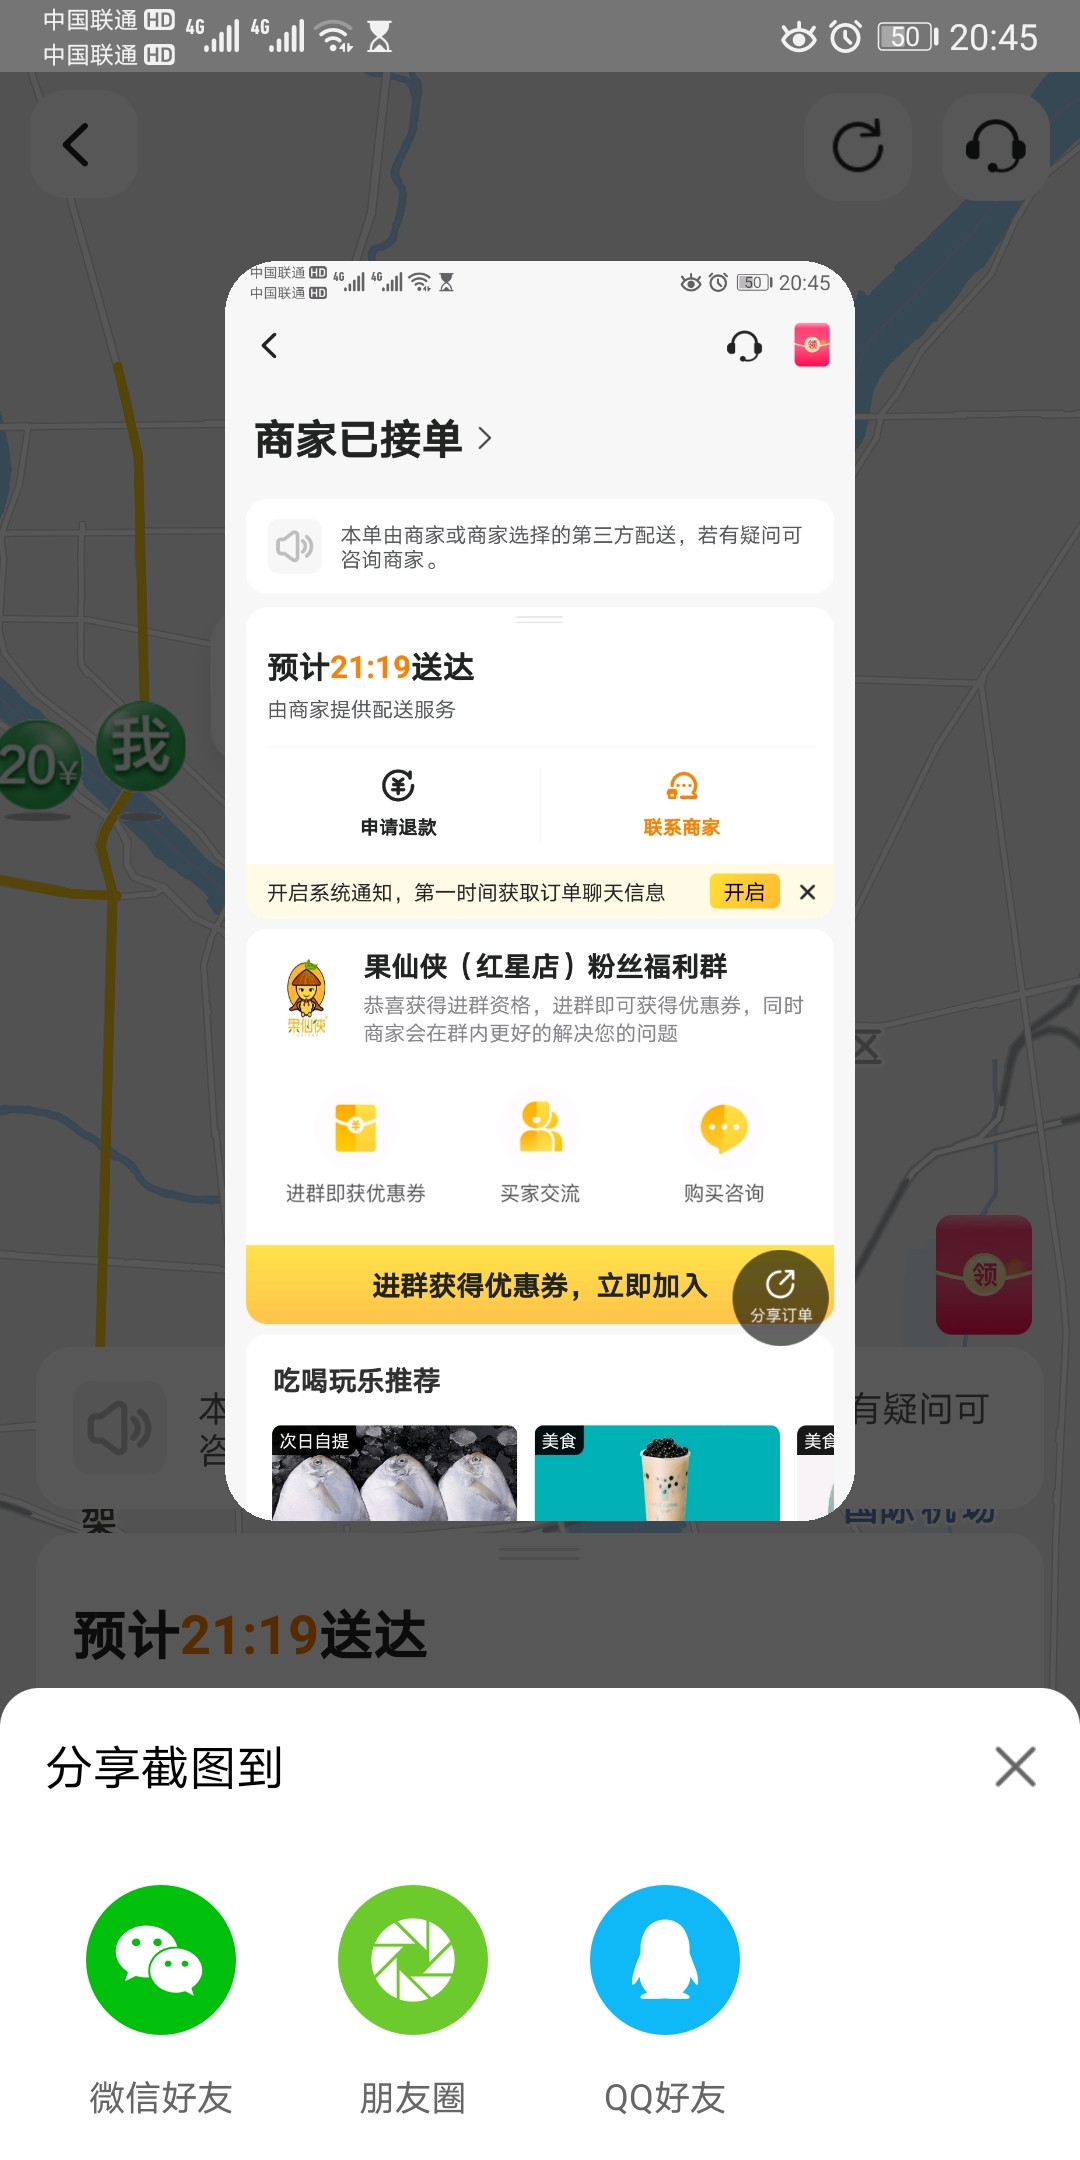 中国联通 HD 4G 4G
中国联通 HD
50 20:45
中国联通 HD 4G 4G
中国联通 HD
50 20:45
领
商家已接单
本单由商家或商家选择的第三方配送，若有疑问可
咨询商家。
预计21:19送达
由商家提供配送服务
20¥
我
申请退款
联系商家
开启系统通知，第一时间获取订单聊天信息
开启
果仙侠（红星店）粉丝福利群
恭喜获得进群资格，进群即可获得优惠券，同时
商家会在群内更好的解决您的问题
果仙侠
区
进群即获优惠券
买家交流
购买咨询
领
进群获得优惠券，立即加入
分享订单
吃喝玩乐推荐
本
有疑问可
咨
次日自提
美食
美食
国际机场
预计21:19送达
分享截图到
微信好友
朋友圈
QQ好友